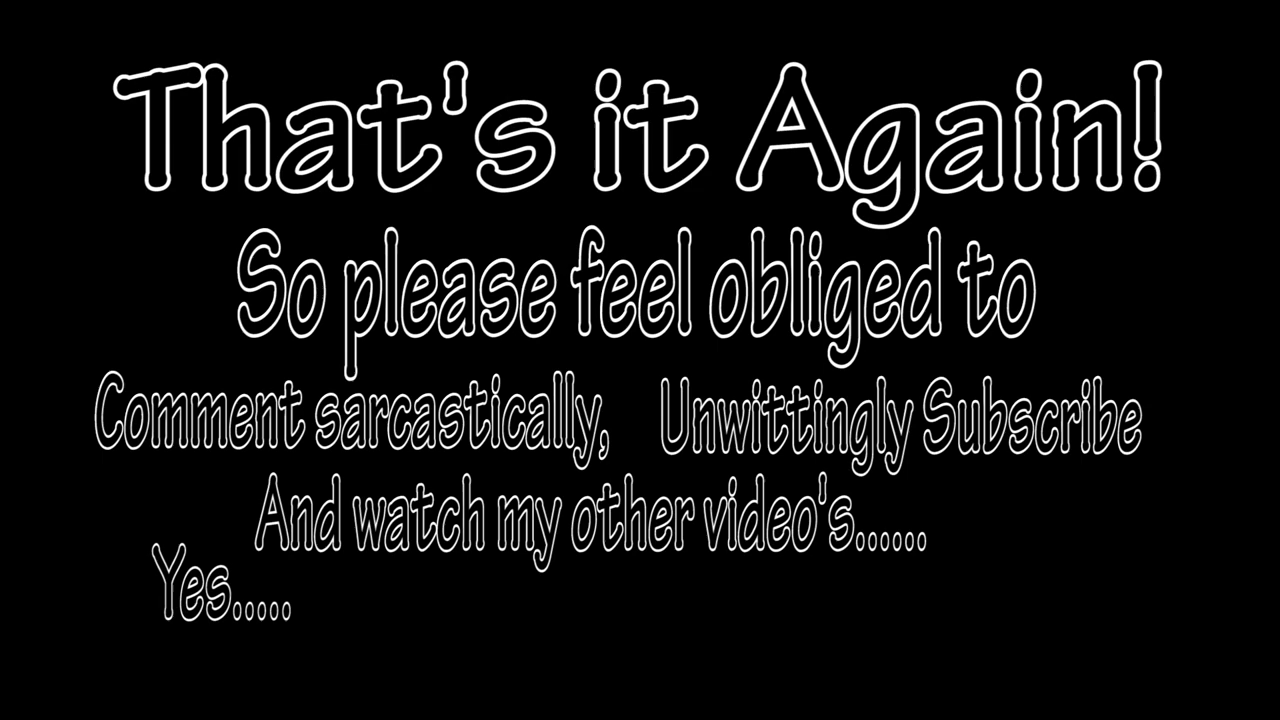 That's it Again!
So please feel obliged to
Comment sarcastically, Unwittingly Subscribe
And watch my other video's......
Yes.....